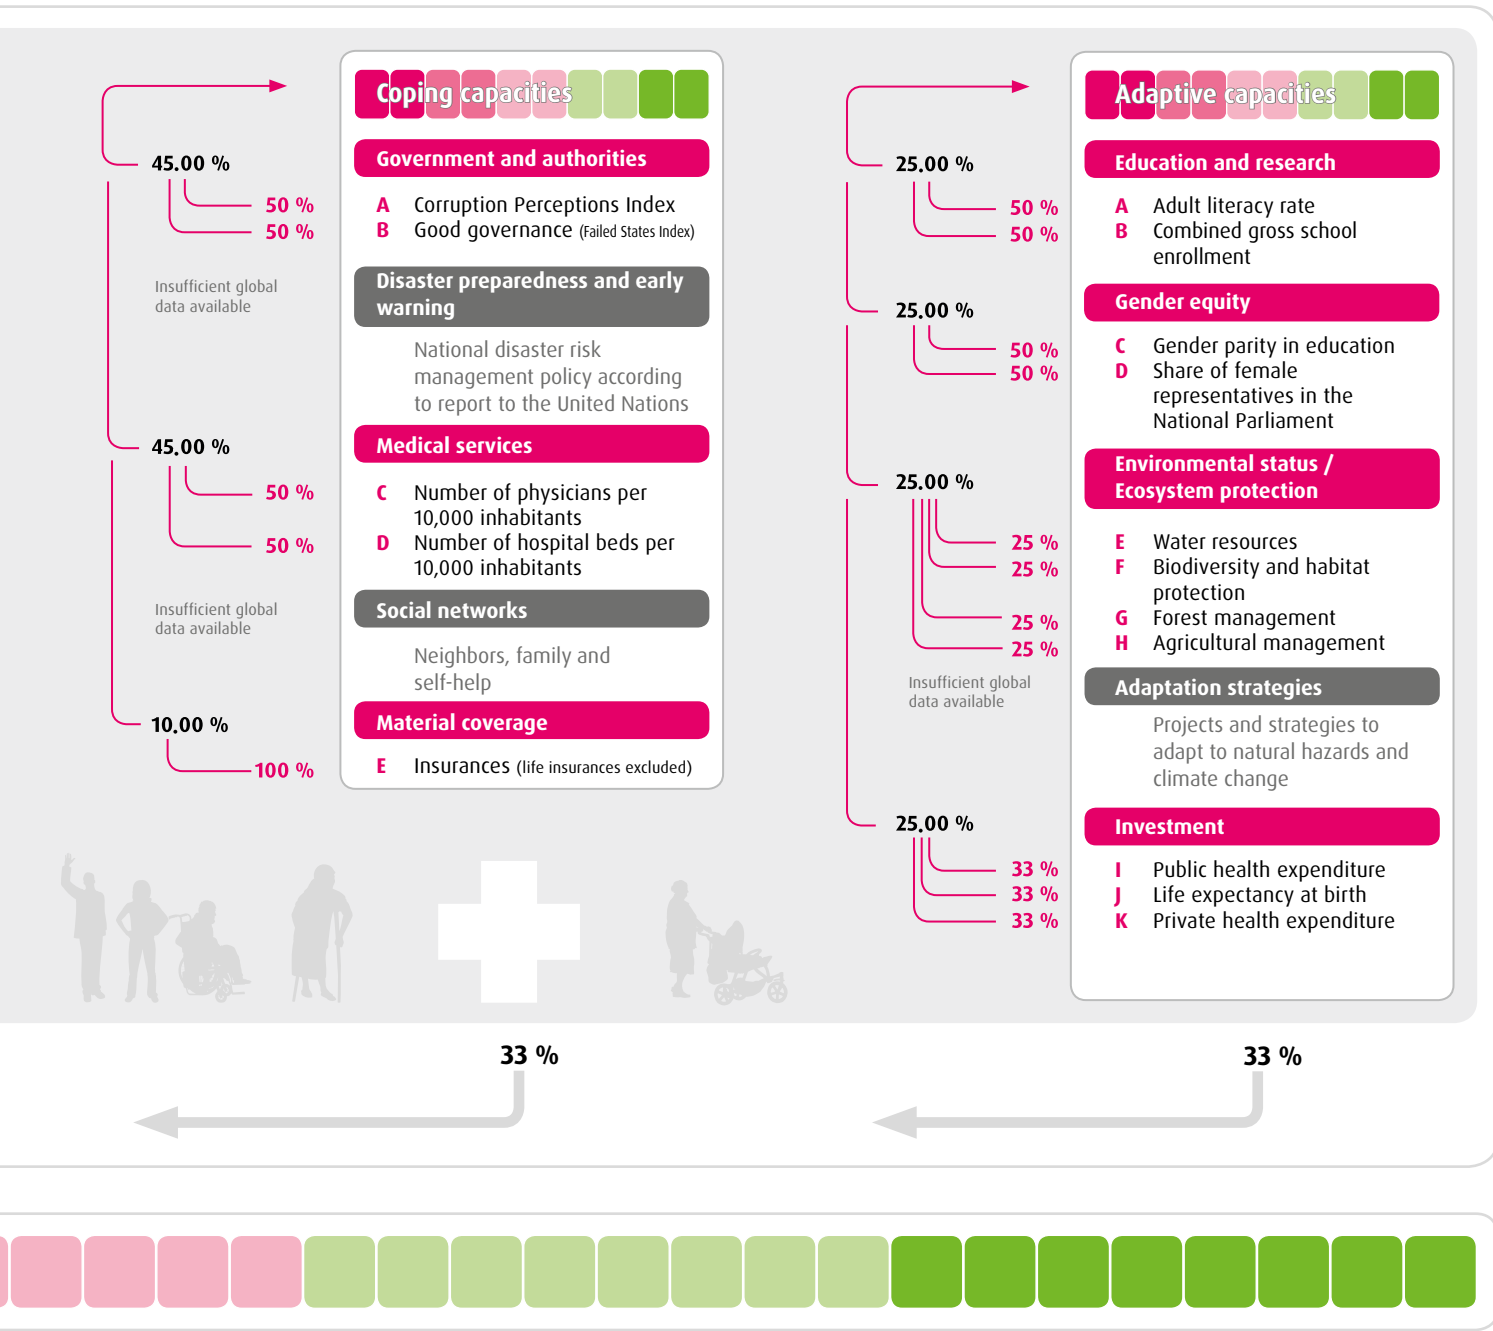 Coping capacities
45.00 %
Government and authorities
50 %
A Corruption Perceptions Index
50 %
B Good governance (Failed States Index)
Insufficient global
data available
Disaster preparedness and early
warning
National disaster risk
management policy according
to report to the United Nations
45.00 %
Medical services
50 %
C Number of physicians per
10,000 inhabitants
50 %
D Number of hospital beds per
10,000 inhabitants
Insufficient global
data available
Social networks
Neighbors, family and
self-help
10.00 %
Material coverage
100 %
E Insurances (life insurances excluded)
33 %
Adaptive capacities
25.00 %
Education and research
50 %
A Adult literacy rate
50 %
B Combined gross school
enrollment
25.00 %
Gender equity
50 %
C Gender parity in education
50 %
D Share of female
representatives in the
National Parliament
25.00 %
Environmental status /
Ecosystem protection
25 %
E Water resources
25 %
F Biodiversity and habitat
protection
25 %
G Forest management
25 %
H Agricultural management
Insufficient global
data available
Adaptation strategies
Projects and strategies to
adapt to natural hazards and
climate change
25.00 %
Investment
33 %
I Public health expenditure
33 %
J Life expectancy at birth
33 %
K Private health expenditure
33 %